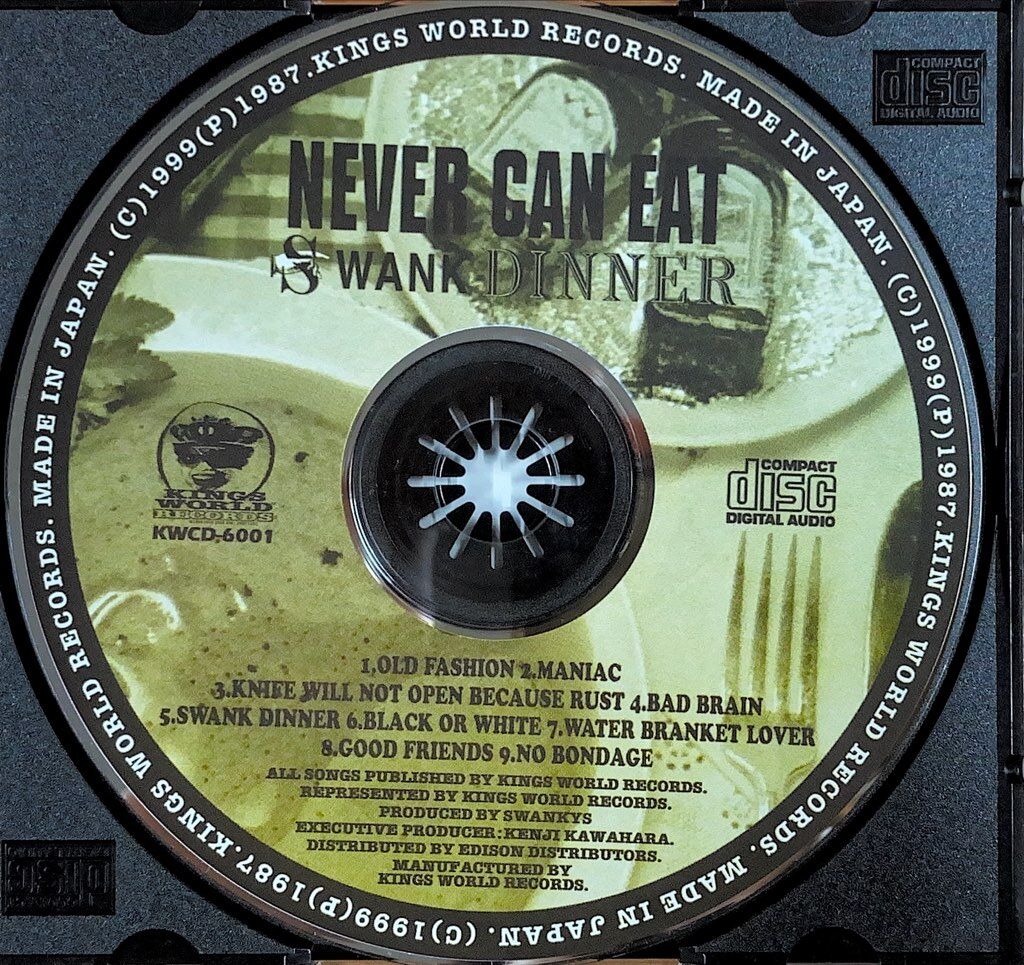 (C)1999(P)1987.KINGS WORLD RECORDS. MADE IN JAPAN. (C)1999(P)1987.KINGS WORLD RECORDS. MADE IN JAPAN. (C)1999(P)1987.KINGS WORLD RECORDS. MADE IN JAPAN.
COMPACT
disc
DIGITAL AUDIO
NEVER CAN EAT
SWANK DINNER
KINGS
WORLD
RECORDS
KWCD-6001
COMPACT
disc
DIGITAL AUDIO
1,OLD FASHION 2.MANIAC
3.KNIFE WILL NOT OPEN BECAUSE RUST 4.BAD BRAIN
5.SWANK DINNER 6.BLACK OR WHITE 7.WATER BRANKET LOVER
8.GOOD FRIENDS 9.NO BONDAGE
ALL SONGS PUBLISHED BY KINGS WORLD RECORDS.
REPRESENTED BY KINGS WORLD RECORDS.
PRODUCED BY SWANKYS
EXECUTIVE PRODUCER:KENJI KAWAHARA.
DISTRIBUTED BY EDISON DISTRIBUTORS.
MANUFACTURED BY
KINGS WORLD RECORDS.
disc